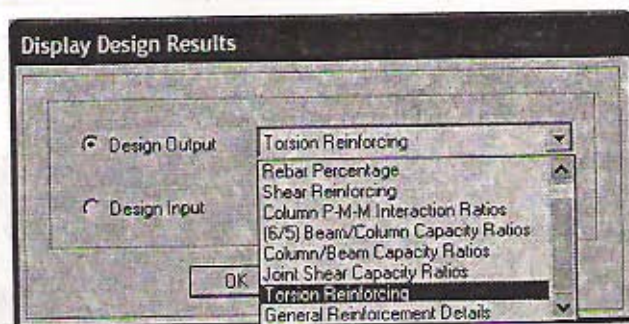 Display Design Results
Design Output
Torsion Reinforcing
Rebar Percentage
Shear Reinforcing
Column P-M-M Interaction Ratios
(6/5) Beam/Column Capacity Ratios
Column/Beam Capacity Ratios
Joint Shear Capacity Ratios
Torsion Reinforcing
General Reinforcement Details
Design Input
OK